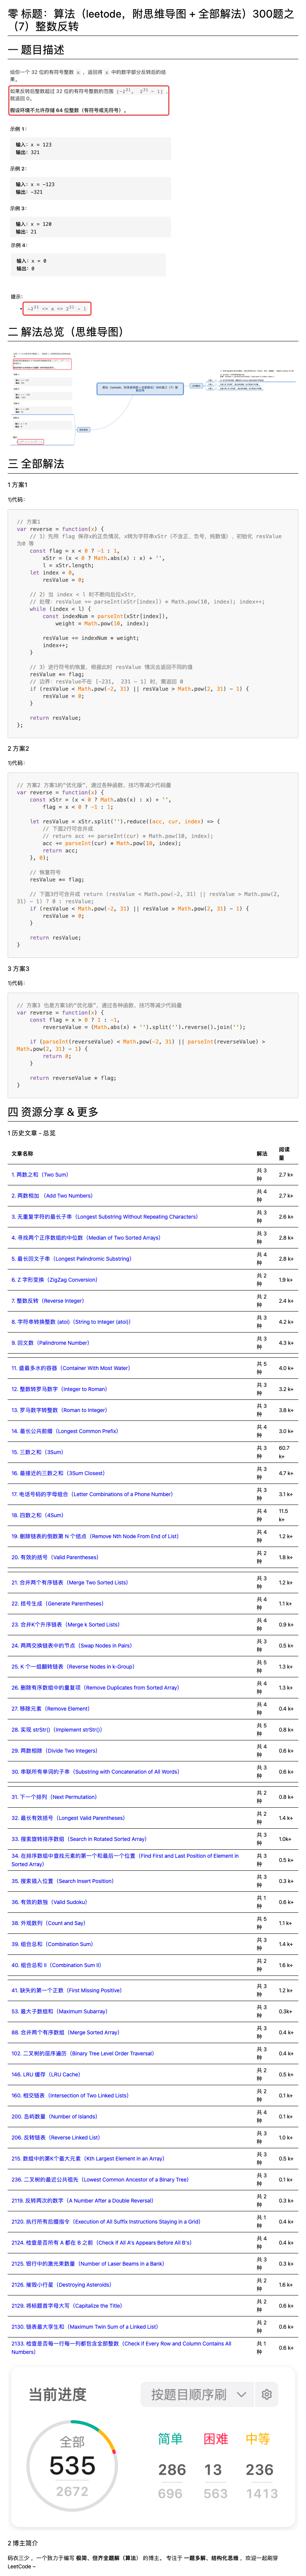 零 标题：算法（leetode，附思维导图 + 全部解法）300题之
（7）整数反转
一 题目描述
给你一个 32 位的有符号整数 x ，返回将 x 中的数字部分反转后的结
果。
如果反转后整数超过 32 位的有符号整数的范围 [−2^31,  2^31 − 1] ，
就返回 0。
假设环境不允许存储 64 位整数（有符号或无符号）。
示例 1：
输入：x = 123
输出：321
示例 2：
输入：x = -123
输出：-321
示例 3：
输入：x = 120
输出：21
示例 4：
输入：x = 0
输出：0
提示：
-2^31 <= x <= 2^31 - 1
二 解法总览（思维导图）
三 全部解法
1 方案1
1)代码：
// 方案1
var reverse = function(x) {
// 1）先用 flag 保存x的正负情况，x转为字符串xStr（不含正、负号，纯数值），初始化 resValue
为0 等
const flag = x < 0 ? -1 : 1,
xStr = (x < 0 ? Math.abs(x) : x) + '',
l = xStr.length;
let index = 0,
resValue = 0;
// 2）当 index < l 时不断向后拉xStr，
// 处理：resValue += parseInt(xStr[index]) * Math.pow(10, index); index++;
while (index < l) {
const indexNum = parseInt(xStr[index]),
weight = Math.pow(10, index);
resValue += indexNum * weight;
index++;
}
// 3）进行符号的恢复，根据此时 resValue 情况去返回不同的值
resValue *= flag;
// 边界：resValue不在 [−231,  231 − 1] 时，需返回 0
if (resValue < Math.pow(-2, 31) || resValue > Math.pow(2, 31) - 1) {
resValue = 0;
}
return resValue;
};
2 方案2
1)代码：
// 方案2 方案1的“优化版”，通过各种函数、技巧等减少代码量
var reverse = function(x) {
const xStr = (x < 0 ? Math.abs(x) : x) + '',
flag = x < 0 ? -1 : 1;
let resValue = xStr.split('').reduce((acc, cur, index) => {
// 下面2行可合并成
// return acc += parseInt(cur) * Math.pow(10, index);
acc += parseInt(cur) * Math.pow(10, index);
return acc;
}, 0);
// 恢复符号
resValue *= flag;
// 下面3行可合并成 return (resValue < Math.pow(-2, 31) || resValue > Math.pow(2,
31) - 1) ? 0 : resValue;
if (resValue < Math.pow(-2, 31) || resValue > Math.pow(2, 31) - 1) {
resValue = 0;
}
return resValue;
}
3 方案3
1)代码：
// 方案3 也是方案1的“优化版”，通过各种函数、技巧等减少代码量
var reverse = function(x) {
const flag = x > 0 ? 1 : -1,
reverseValue = (Math.abs(x) + '').split('').reverse().join('');
if (parseInt(reverseValue) < Math.pow(-2, 31) || parseInt(reverseValue) >
Math.pow(2, 31) - 1) {
return 0;
}
return reverseValue * flag;
}
四 资源分享 & 更多
1 历史文章 - 总览
文章名称 解法 阅读量
1. 两数之和（Two Sum） 共 3 种 2.7 k+
2. 两数相加 （Add Two Numbers） 共 4 种 2.7 k+
3. 无重复字符的最长子串（Longest Substring Without Repeating Characters） 共 3 种 2.6 k+
4. 寻找两个正序数组的中位数（Median of Two Sorted Arrays） 共 3 种 2.8 k+
5. 最长回文子串（Longest Palindromic Substring） 共 4 种 2.8 k+
6. Z 字形变换（ZigZag Conversion） 共 2 种 1.9 k+
7. 整数反转（Reverse Integer） 共 2 种 2.4 k+
8. 字符串转换整数 (atoi)（String to Integer (atoi)） 共 3 种 4.2 k+
9. 回文数（Palindrome Number） 共 3 种 4.3 k+
11. 盛最多水的容器（Container With Most Water） 共 5 种 4.0 k+
12. 整数转罗马数字（Integer to Roman） 共 3 种 3.2 k+
13. 罗马数字转整数（Roman to Integer） 共 3 种 3.8 k+
14. 最长公共前缀（Longest Common Prefix） 共 4 种 3.0 k+
15. 三数之和（3Sum） 共 3 种 60.7 k+
16. 最接近的三数之和（3Sum Closest） 共 3 种 4.7 k+
17. 电话号码的字母组合（Letter Combinations of a Phone Number） 共 3 种 3.1 k+
18. 四数之和（4Sum） 共 4 种 11.5 k+
19. 删除链表的倒数第 N 个结点（Remove Nth Node From End of List） 共 4 种 1.2 k+
20. 有效的括号（Valid Parentheses） 共 2 种 1.8 k+
21. 合并两个有序链表（Merge Two Sorted Lists） 共 3 种 1.2 k+
22. 括号生成（Generate Parentheses） 共 4 种 1.1 k+
23. 合并K个升序链表（Merge k Sorted Lists） 共 4 种 0.9 k+
24. 两两交换链表中的节点（Swap Nodes in Pairs） 共 3 种 0.5 k+
25. K 个一组翻转链表（Reverse Nodes in k-Group） 共 5 种 1.3 k+
26. 删除有序数组中的重复项（Remove Duplicates from Sorted Array） 共 4 种 1.3 k+
27. 移除元素（Remove Element） 共 4 种 0.4 k+
28. 实现 strStr()（Implement strStr()） 共 5 种 0.8 k+
29. 两数相除（Divide Two Integers） 共 4 种 0.6 k+
30. 串联所有单词的子串（Substring with Concatenation of All Words） 共 3 种 0.6 k+
31. 下一个排列（Next Permutation） 共 2 种 0.8 k+
32. 最长有效括号（Longest Valid Parentheses） 共 2 种 1.4 k+
33. 搜索旋转排序数组（Search in Rotated Sorted Array） 共 3 种 1.0k+
34. 在排序数组中查找元素的第一个和最后一个位置（Find First and Last Position of Element in
Sorted Array） 共 3 种 0.5 k+
35. 搜索插入位置（Search Insert Position） 共 3 种 0.3 k+
36. 有效的数独（Valid Sudoku） 共 1 种 0.6 k+
38. 外观数列（Count and Say） 共 5 种 1.1 k+
39. 组合总和（Combination Sum） 共 3 种 1.4 k+
40. 组合总和 II（Combination Sum II） 共 2 种 1.6 k+
41. 缺失的第一个正数（First Missing Positive） 共 3 种 1.2 k+
53. 最大子数组和（Maximum Subarray） 共 3 种 0.3k+
88. 合并两个有序数组（Merge Sorted Array） 共 3 种 0.4 k+
102. 二叉树的层序遍历（Binary Tree Level Order Traversal） 共 3 种 0.4 k+
146. LRU 缓存（LRU Cache） 共 2 种 0.5 k+
160. 相交链表（Intersection of Two Linked Lists） 共 2 种 0.1 k+
200. 岛屿数量（Number of Islands） 共 4 种 0.1 k+
206. 反转链表（Reverse Linked List） 共 3 种 1.0 k+
215. 数组中的第K个最大元素（Kth Largest Element in an Array） 共 3 种 0.5 k+
236. 二叉树的最近公共祖先（Lowest Common Ancestor of a Binary Tree） 共 3 种 0.1 k+
2119. 反转两次的数字（A Number After a Double Reversal） 共 2 种 0.3 k+
2120. 执行所有后缀指令（Execution of All Suffix Instructions Staying in a Grid） 共 1 种 0.4 k+
2124. 检查是否所有 A 都在 B 之前（Check if All A's Appears Before All B's） 共 4 种 0.4 k+
2125. 银行中的激光束数量（Number of Laser Beams in a Bank） 共 3 种 0.3 k+
2126. 摧毁小行星（Destroying Asteroids） 共 2 种 1.6 k+
2129. 将标题首字母大写（Capitalize the Title） 共 2 种 0.6 k+
2130. 链表最大孪生和（Maximum Twin Sum of a Linked List） 共 2 种 0.6 k+
2133. 检查是否每一行每一列都包含全部整数（Check if Every Row and Column Contains All
Numbers） 共 1 种 0.6 k+
当前进度 按题目顺序刷
全部 简单 困难 中等
535 286 13 236
2672 696 563 1413
2 博主简介
码农三少 ，一个致力于编写 极简、但齐全题解（算法） 的博主。 专注于 一题多解、结构化思维 ，欢迎一起刷穿
LeetCode ~